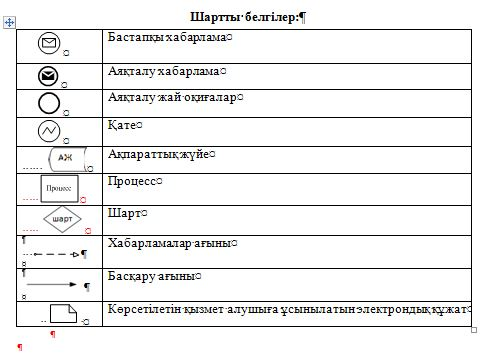 Шартты белгілер:
Бастапқы хабарлама
Аяқталу хабарлама
Аяқталу жай оқиғалар
Қате
АЖ Ақпараттық жүйе
Процесс Процесс
шарт Шарт
Хабарламалар ағыны
Басқару ағыны
Көрсетілетін қызмет алушыға ұсынылатын электрондық құжат